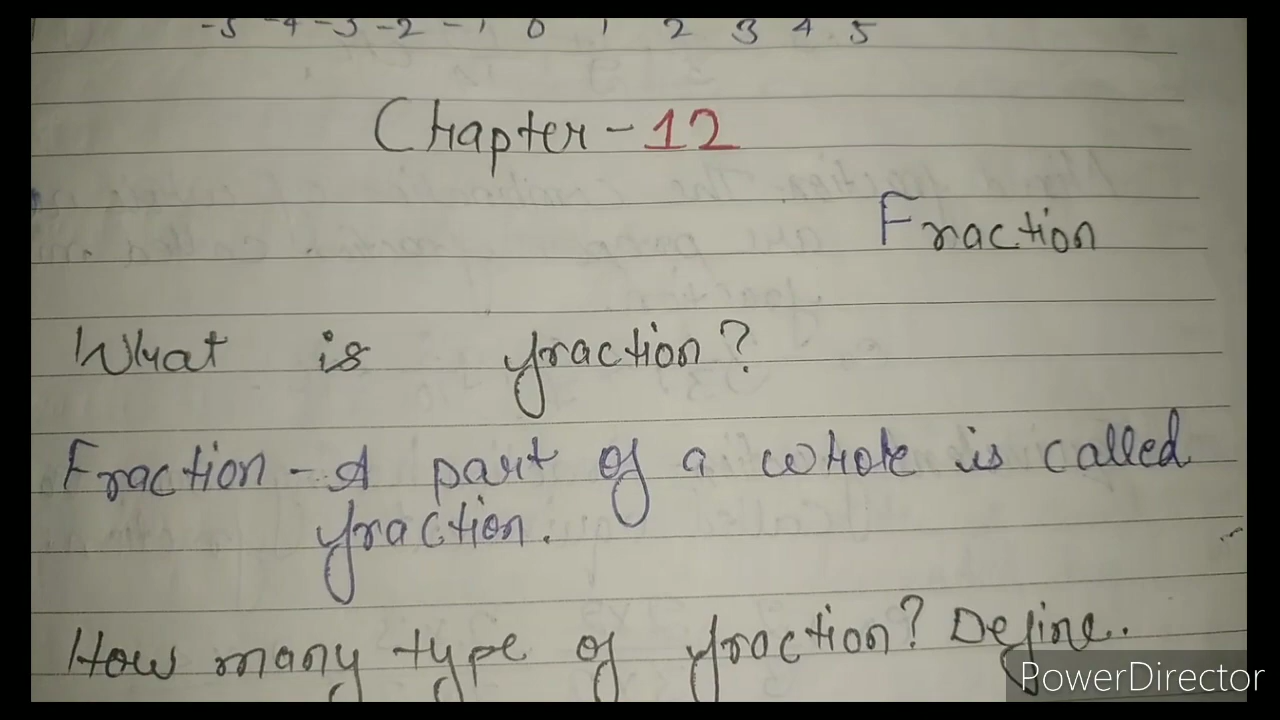 -5 -4 -3 -2 -1 0 1 2 3 4 5
Chapter-12
Fraction
What is fraction?
Fraction - A part of a whole is called
fraction.
How many type of fraction? Define.
PowerDirector